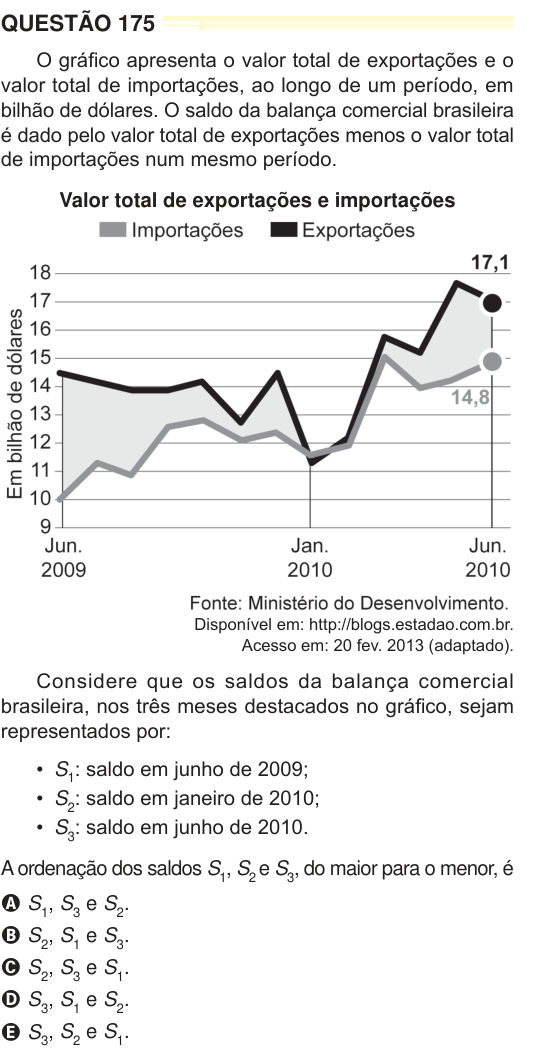 QUESTÃO 175
O gráfico apresenta o valor total de exportações e o
valor total de importações, ao longo de um período, em
bilhão de dólares. O saldo da balança comercial brasileira
é dado pelo valor total de exportações menos o valor total
de importações num mesmo período.
Valor total de exportações e importações
Importações Exportações
17,1
Em bilhão de dólares
18
17
16
15
14
13
12
11
10
9
14,8
Jun. Jan. Jun.
2009 2010 2010
Fonte: Ministério do Desenvolvimento.
Disponível em: http://blogs.estadao.com.br.
Acesso em: 20 fev. 2013 (adaptado).
Considere que os saldos da balança comercial
brasileira, nos três meses destacados no gráfico, sejam
representados por:
• S1: saldo em junho de 2009;
• S2: saldo em janeiro de 2010;
• S3: saldo em junho de 2010.
A ordenação dos saldos S1, S2 e S3, do maior para o menor, é
A S1, S3 e S2.
B S2, S1 e S3.
C S2, S3 e S1.
D S3, S1 e S2.
E S3, S2 e S1.